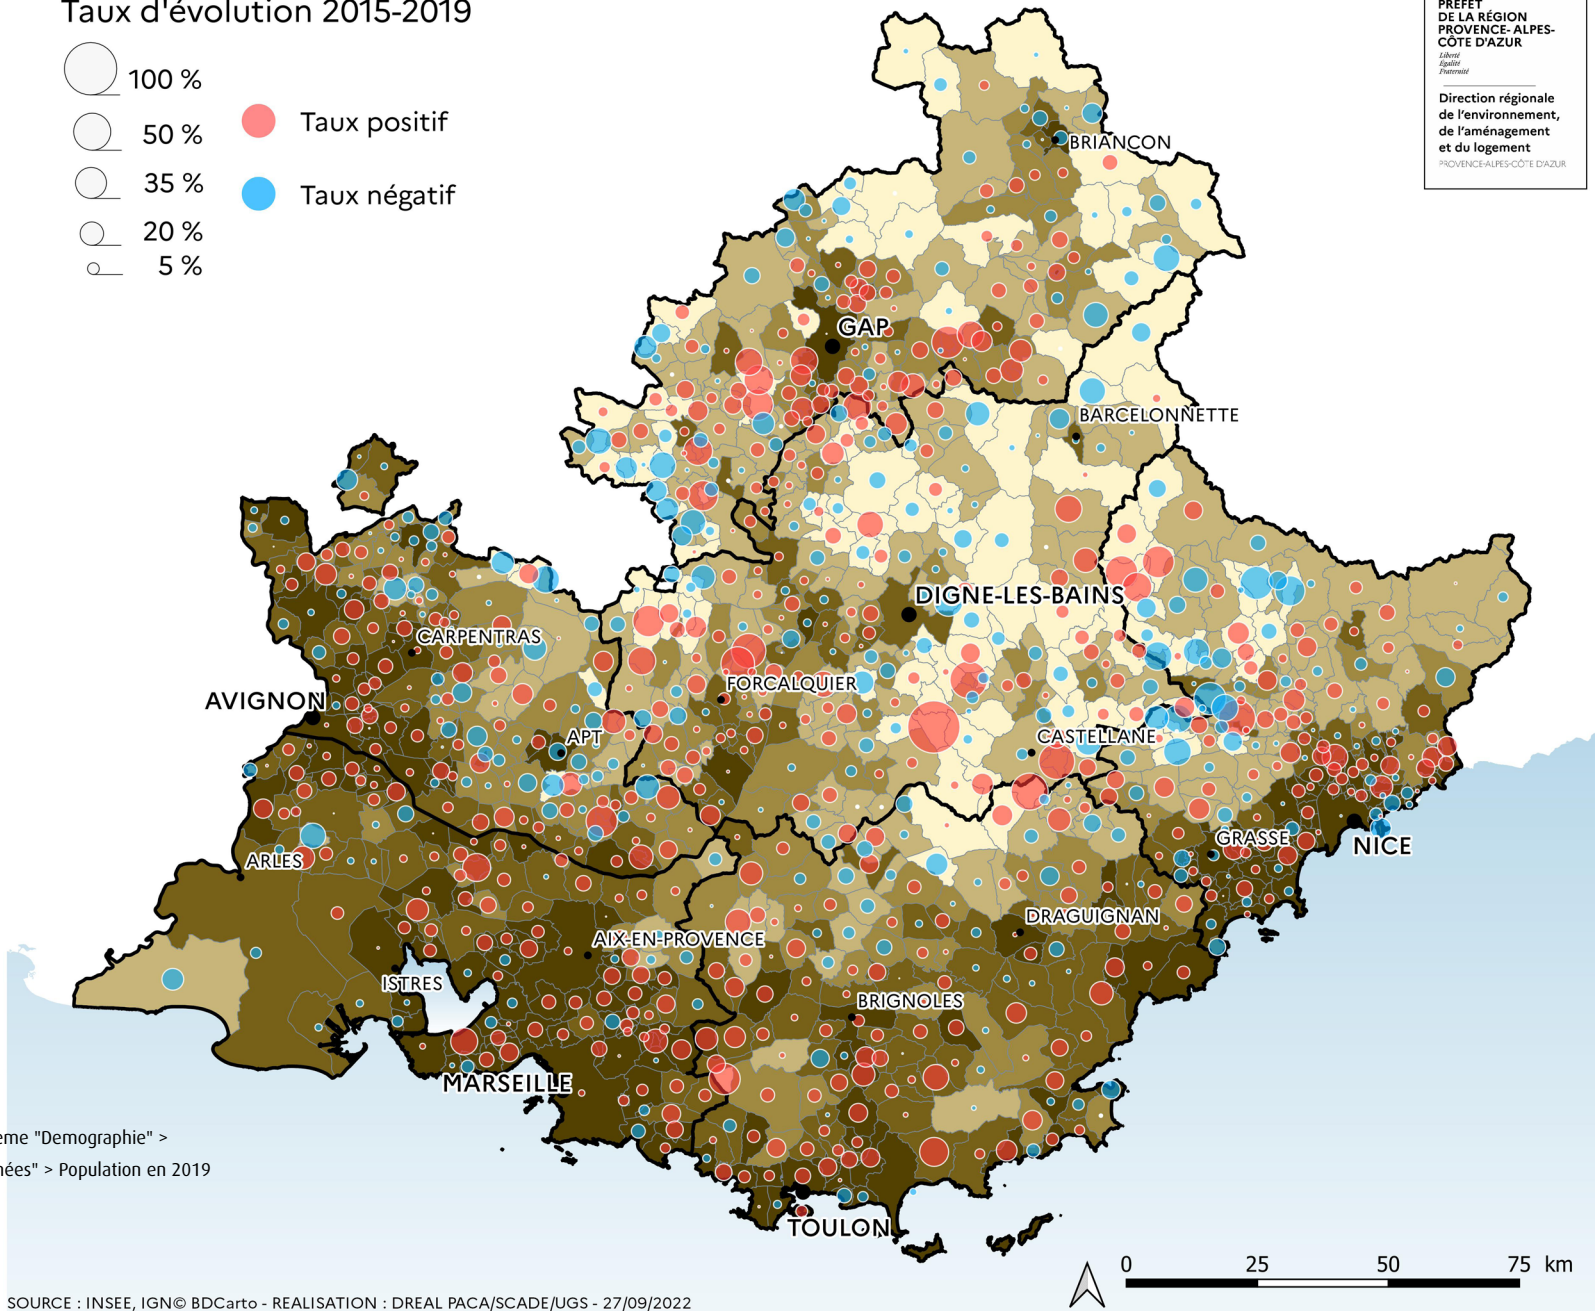 Taux d'évolution 2015-2019
100 %
50 %
35 %
20 %
5 %
Taux positif
Taux négatif
PRÉFET
DE LA RÉGION
PROVENCE- ALPES-
CÔTE D'AZUR
Liberté
Égalité
Fraternité
Direction régionale
de l'environnement,
de l'aménagement
et du logement
PROVENCE-ALPES-CÔTE D'AZUR
BRIANCON
GAP
BARCELONNETTE
DIGNE-LES-BAINS
CARPENTRAS
FORCALQUIER
AVIGNON
APT
CASTELLANE
GRASSE
NICE
ARLES
DRAGUIGNAN
AIX-EN-PROVENCE
ISTRES
BRIGNOLES
MARSEILLE
TOULON
eme "Demographie" >
nées" > Population en 2019
0 25 50 75 km
SOURCE : INSEE, IGN© BDCarto - REALISATION : DREAL PACA/SCADE/UGS - 27/09/2022